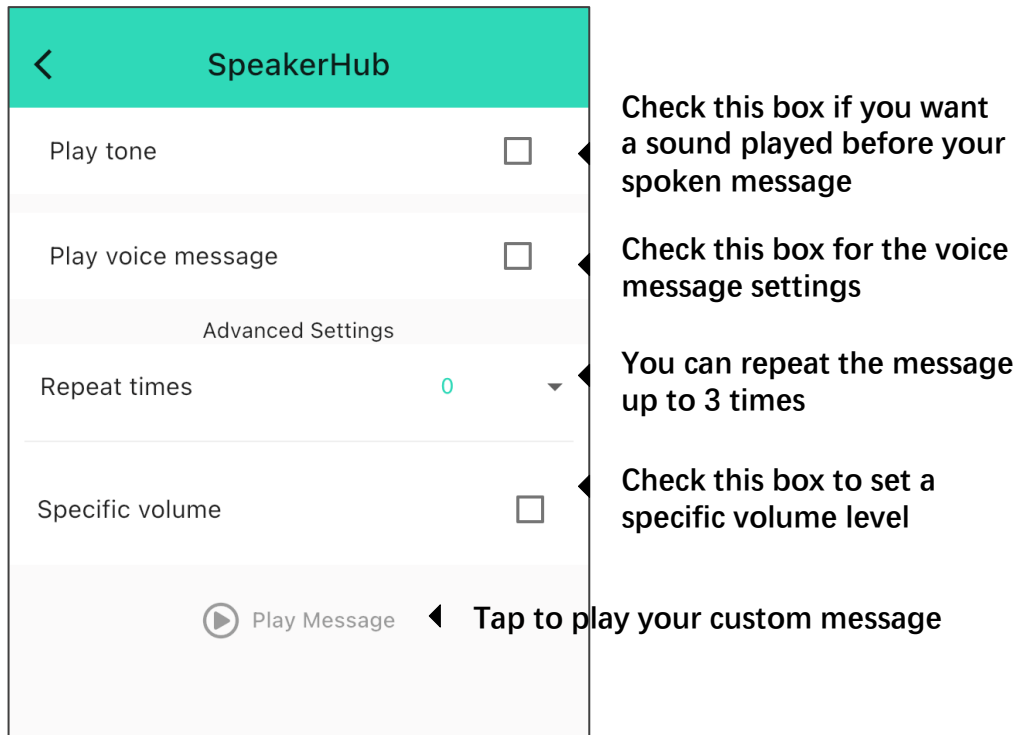 SpeakerHub
Play tone
Check this box if you want
a sound played before your
spoken message
Play voice message
Check this box for the voice
message settings
Advanced Settings
Repeat times
0
You can repeat the message
up to 3 times
Specific volume
Check this box to set a
specific volume level
Play Message
Tap to play your custom message